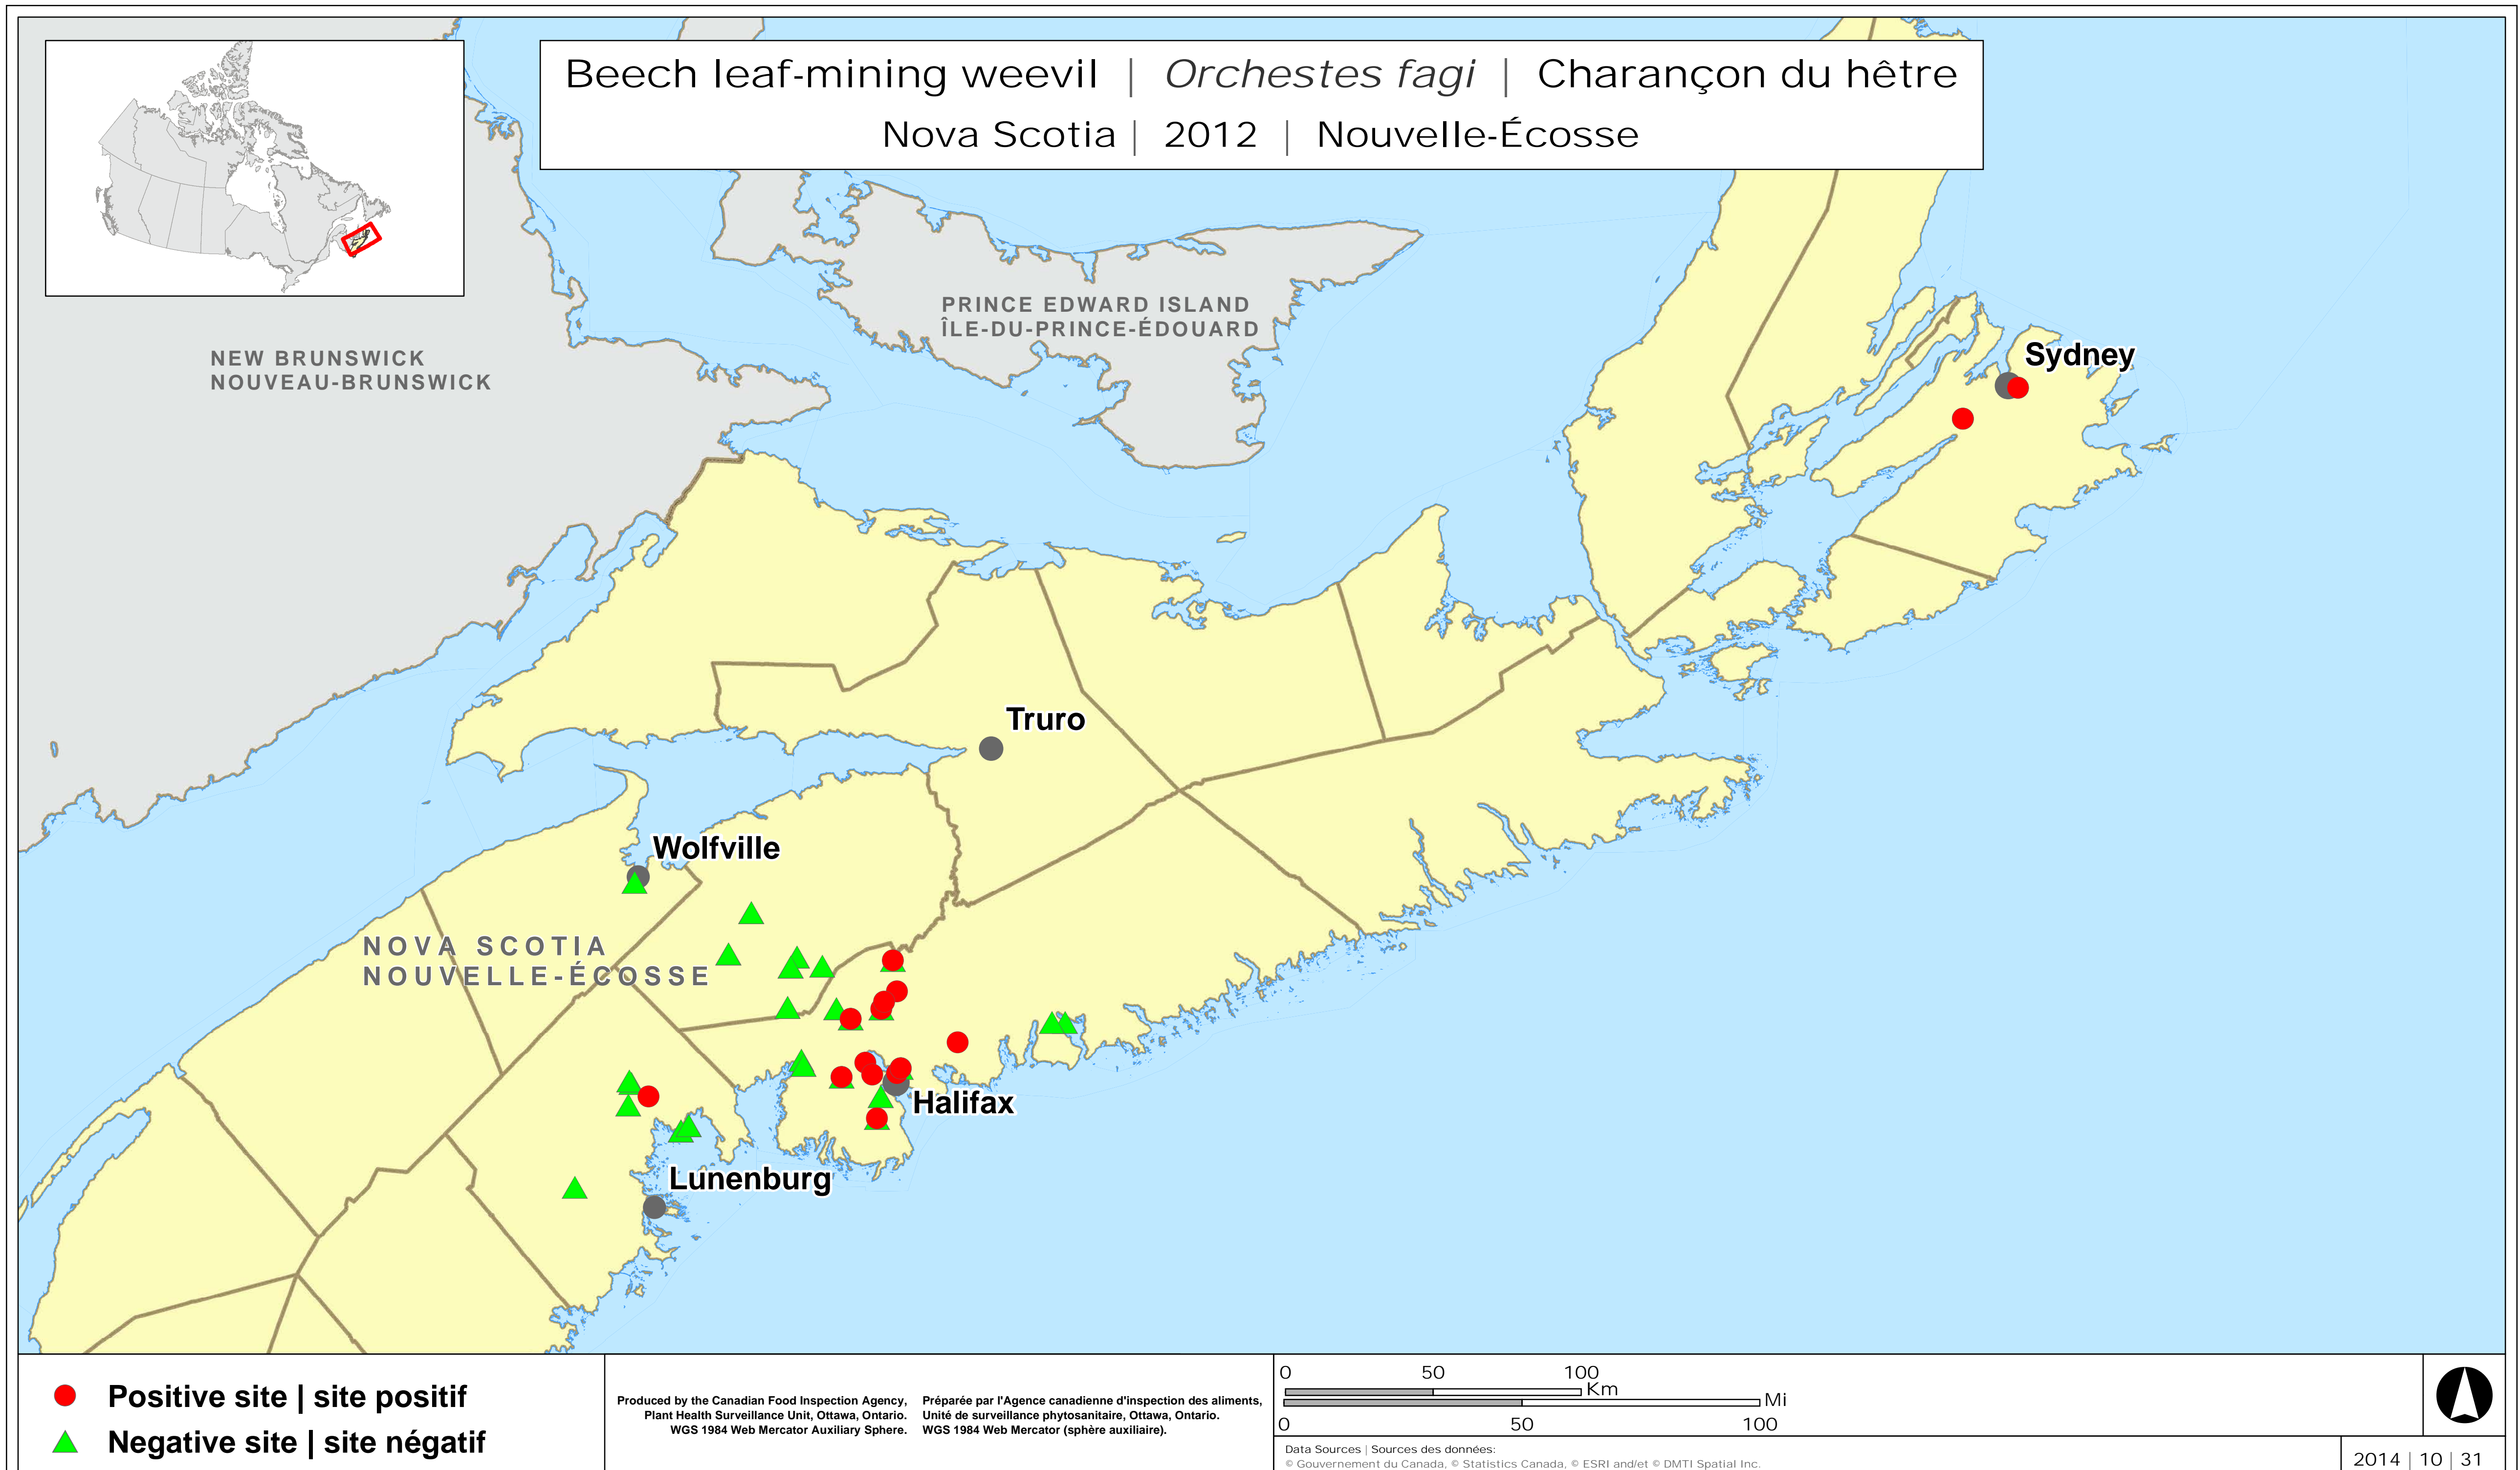 Beech leaf-mining weevil | Orchestes fagi | Charançon du hêtre
Nova Scotia | 2012 | Nouvelle-Écosse
PRINCE EDWARD ISLAND
ÎLE-DU-PRINCE-ÉDOUARD
NEW BRUNSWICK
NOUVEAU-BRUNSWICK
Sydney
Truro
Wolfville
NOVA SCOTIA
NOUVELLE-ÉCOSSE
Halifax
Lunenburg
Positive site | site positif
Negative site | site négatif
Produced by the Canadian Food Inspection Agency,
Plant Health Surveillance Unit, Ottawa, Ontario.
WGS 1984 Web Mercator Auxiliary Sphere.
Préparée par l'Agence canadienne d'inspection des aliments,
Unité de surveillance phytosanitaire, Ottawa, Ontario.
WGS 1984 Web Mercator (sphère auxiliaire).
0 50 100
Km
Mi
0 50 100
Data Sources | Sources des données:
© Gouvernement du Canada, © Statistics Canada, © ESRI and/et © DMTI Spatial Inc.
2014 | 10 | 31